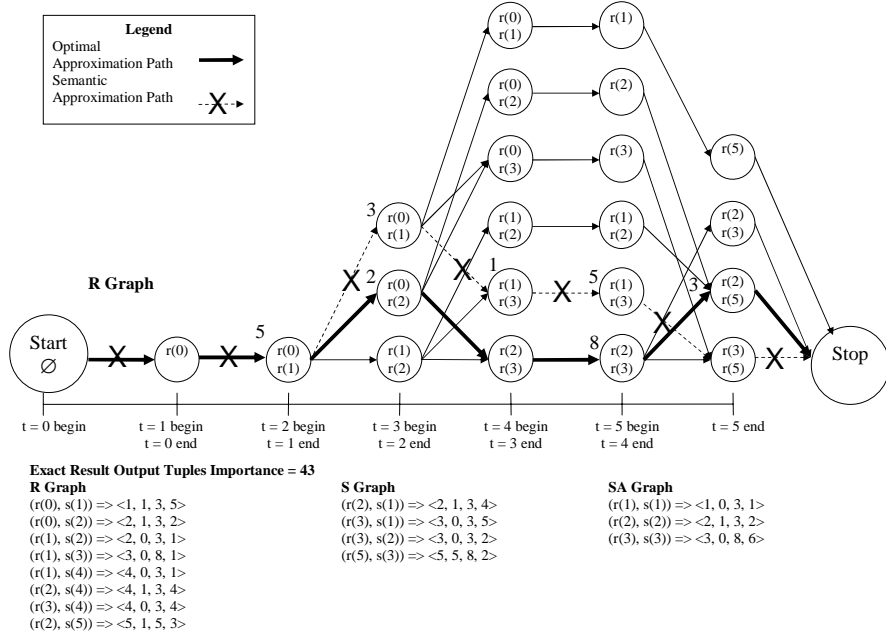 Legend
Optimal
Approximation Path
Semantic
Approximation Path
X
R Graph
r(0)
r(1)
r(1)
r(0)
r(2)
r(2)
r(0)
r(3)
r(3)
r(5)
3
r(0)
r(1)
r(1)
r(2)
r(1)
r(2)
r(2)
r(3)
X
X
1
2
r(0)
r(2)
r(1)
r(3)
X
5
r(1)
r(3)
3
r(2)
r(5)
X
Start
∅
X
r(0)
X
5
r(0)
r(1)
r(1)
r(2)
r(2)
r(3)
8
r(2)
r(3)
r(3)
r(5)
X
Stop
t = 0 begin
t = 1 begin
t = 0 end
t = 2 begin
t = 1 end
t = 3 begin
t = 2 end
t = 4 begin
t = 3 end
t = 5 begin
t = 4 end
t = 5 end
Exact Result Output Tuples Importance = 43
R Graph
(r(0), s(1)) => <1, 1, 3, 5>
(r(0), s(2)) => <2, 1, 3, 2>
(r(1), s(2)) => <2, 0, 3, 1>
(r(1), s(3)) => <3, 0, 8, 1>
(r(1), s(4)) => <4, 0, 3, 1>
(r(2), s(4)) => <4, 1, 3, 4>
(r(3), s(4)) => <4, 0, 3, 4>
(r(2), s(5)) => <5, 1, 5, 3>
S Graph
(r(2), s(1)) => <2, 1, 3, 4>
(r(3), s(1)) => <3, 0, 3, 5>
(r(3), s(2)) => <3, 0, 3, 2>
(r(5), s(3)) => <5, 5, 8, 2>
SA Graph
(r(1), s(1)) => <1, 0, 3, 1>
(r(2), s(2)) => <2, 1, 3, 2>
(r(3), s(3)) => <3, 0, 8, 6>